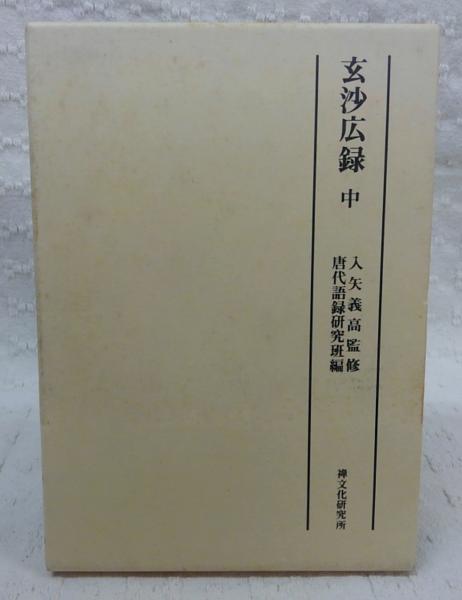 玄沙広録 中
入矢義高監修
唐代語録研究班編
禅文化研究所